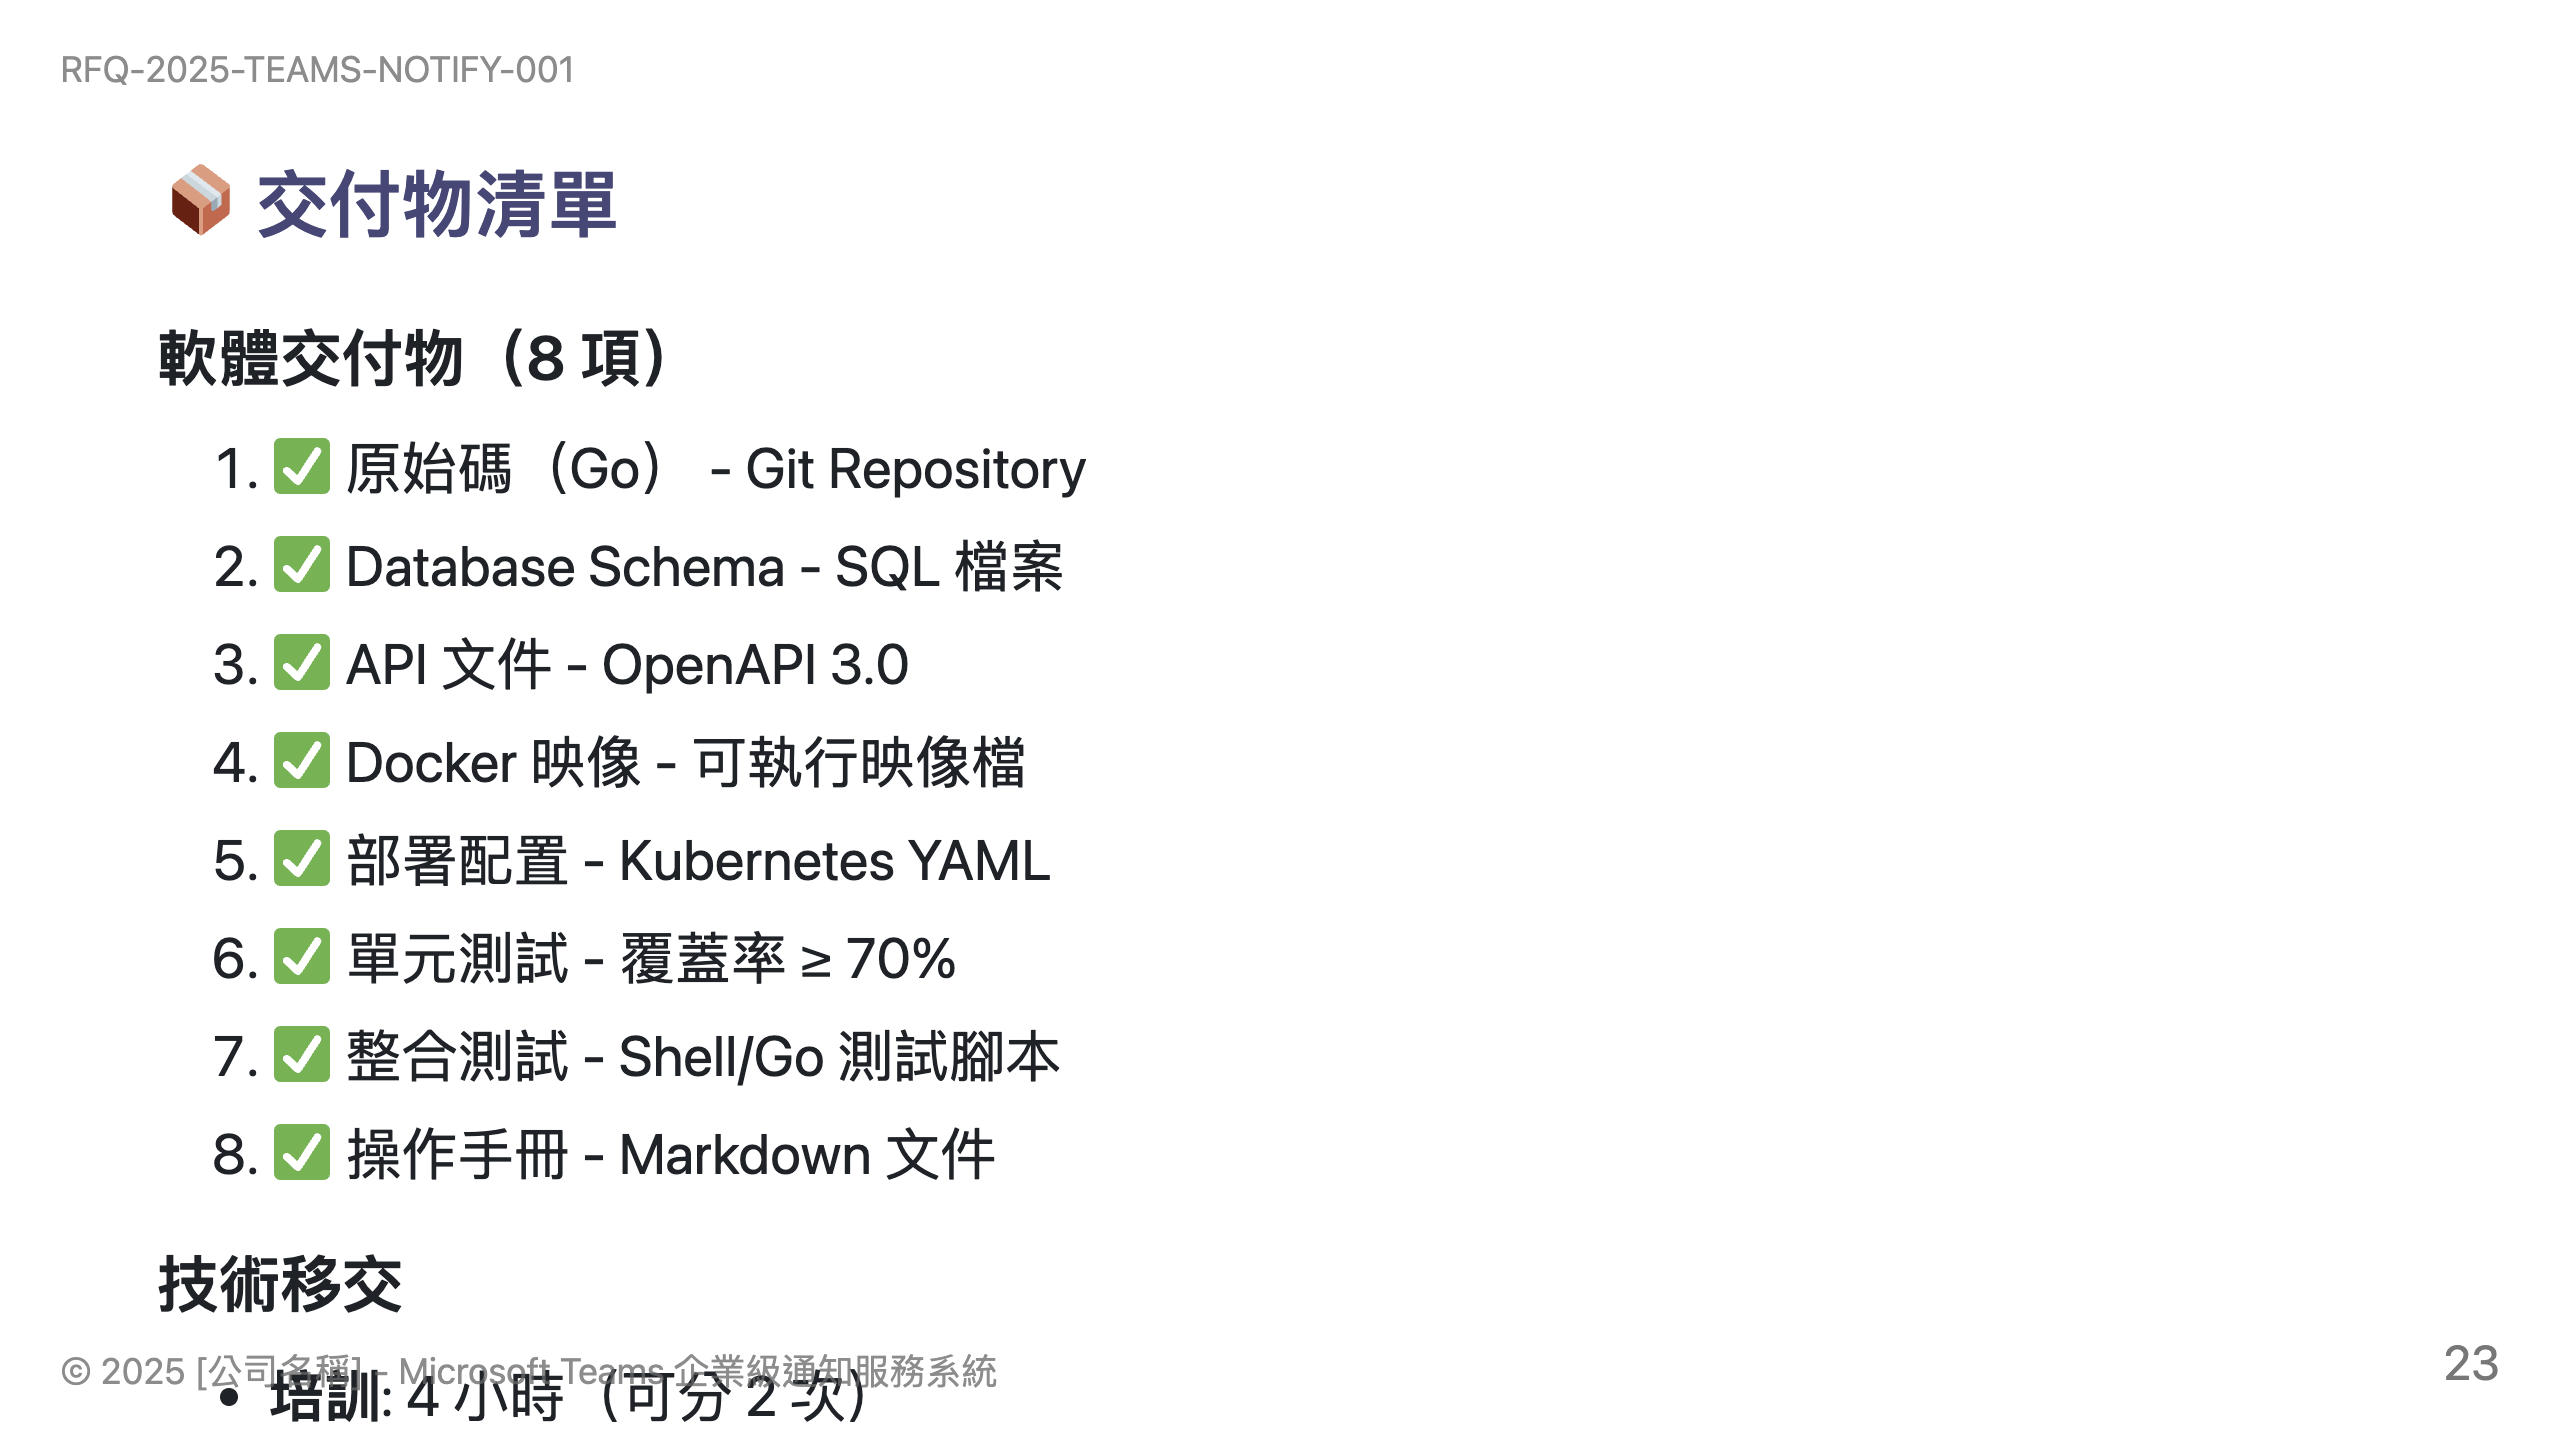 RFQ-2025-TEAMS-NOTIFY-001
📦 交付物清單
軟體交付物（8 項）
1. ✅ 原始碼（Go） - Git Repository
2. ✅ Database Schema - SQL 檔案
3. ✅ API 文件 - OpenAPI 3.0
4. ✅ Docker 映像 - 可執行映像檔
5. ✅ 部署配置 - Kubernetes YAML
6. ✅ 單元測試 - 覆蓋率 ≥ 70%
7. ✅ 整合測試 - Shell/Go 測試腳本
8. ✅ 操作手冊 - Markdown 文件
技術移交
• 培訓: 4 小時（可分 2 次）
© 2025 [公司名稱] - Microsoft Teams 企業級通知服務系統
23